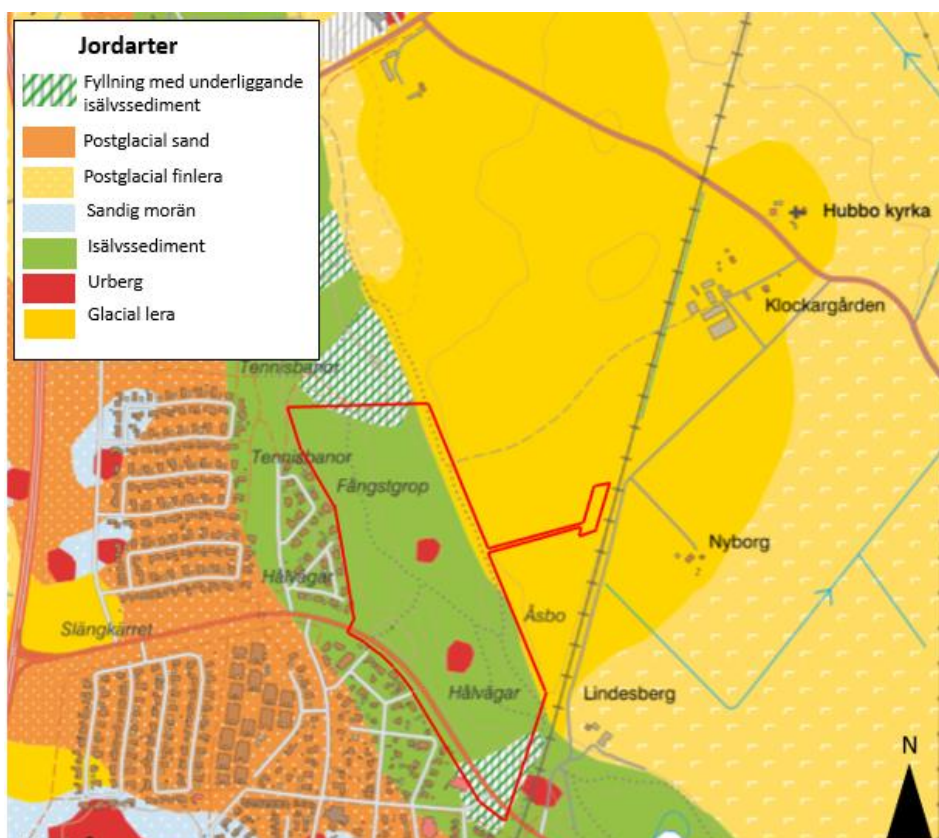 Jordarter
Fyllning med underliggande
isälvssediment
Postglacial sand
Postglacial finlera
Sandig morän
Isälvssediment
Urberg
Glacial lera
Hubbo kyrka
Klockargården
Tennisbanor
Tennisbanor
Fångstgrop
Nyborg
Hålvägar
Åsbo
Slängkärret
Hålvägar
Lindesberg
N